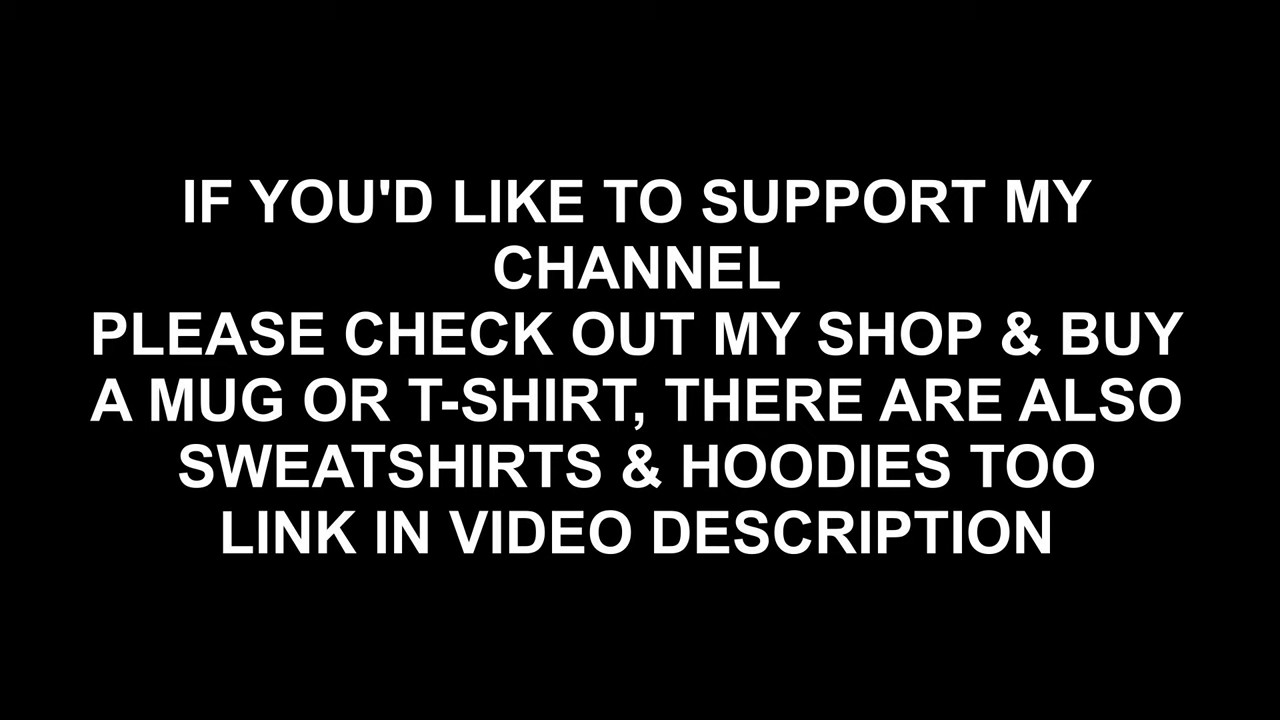 IF YOU'D LIKE TO SUPPORT MY
CHANNEL
PLEASE CHECK OUT MY SHOP & BUY
A MUG OR T-SHIRT, THERE ARE ALSO
SWEATSHIRTS & HOODIES TOO
LINK IN VIDEO DESCRIPTION